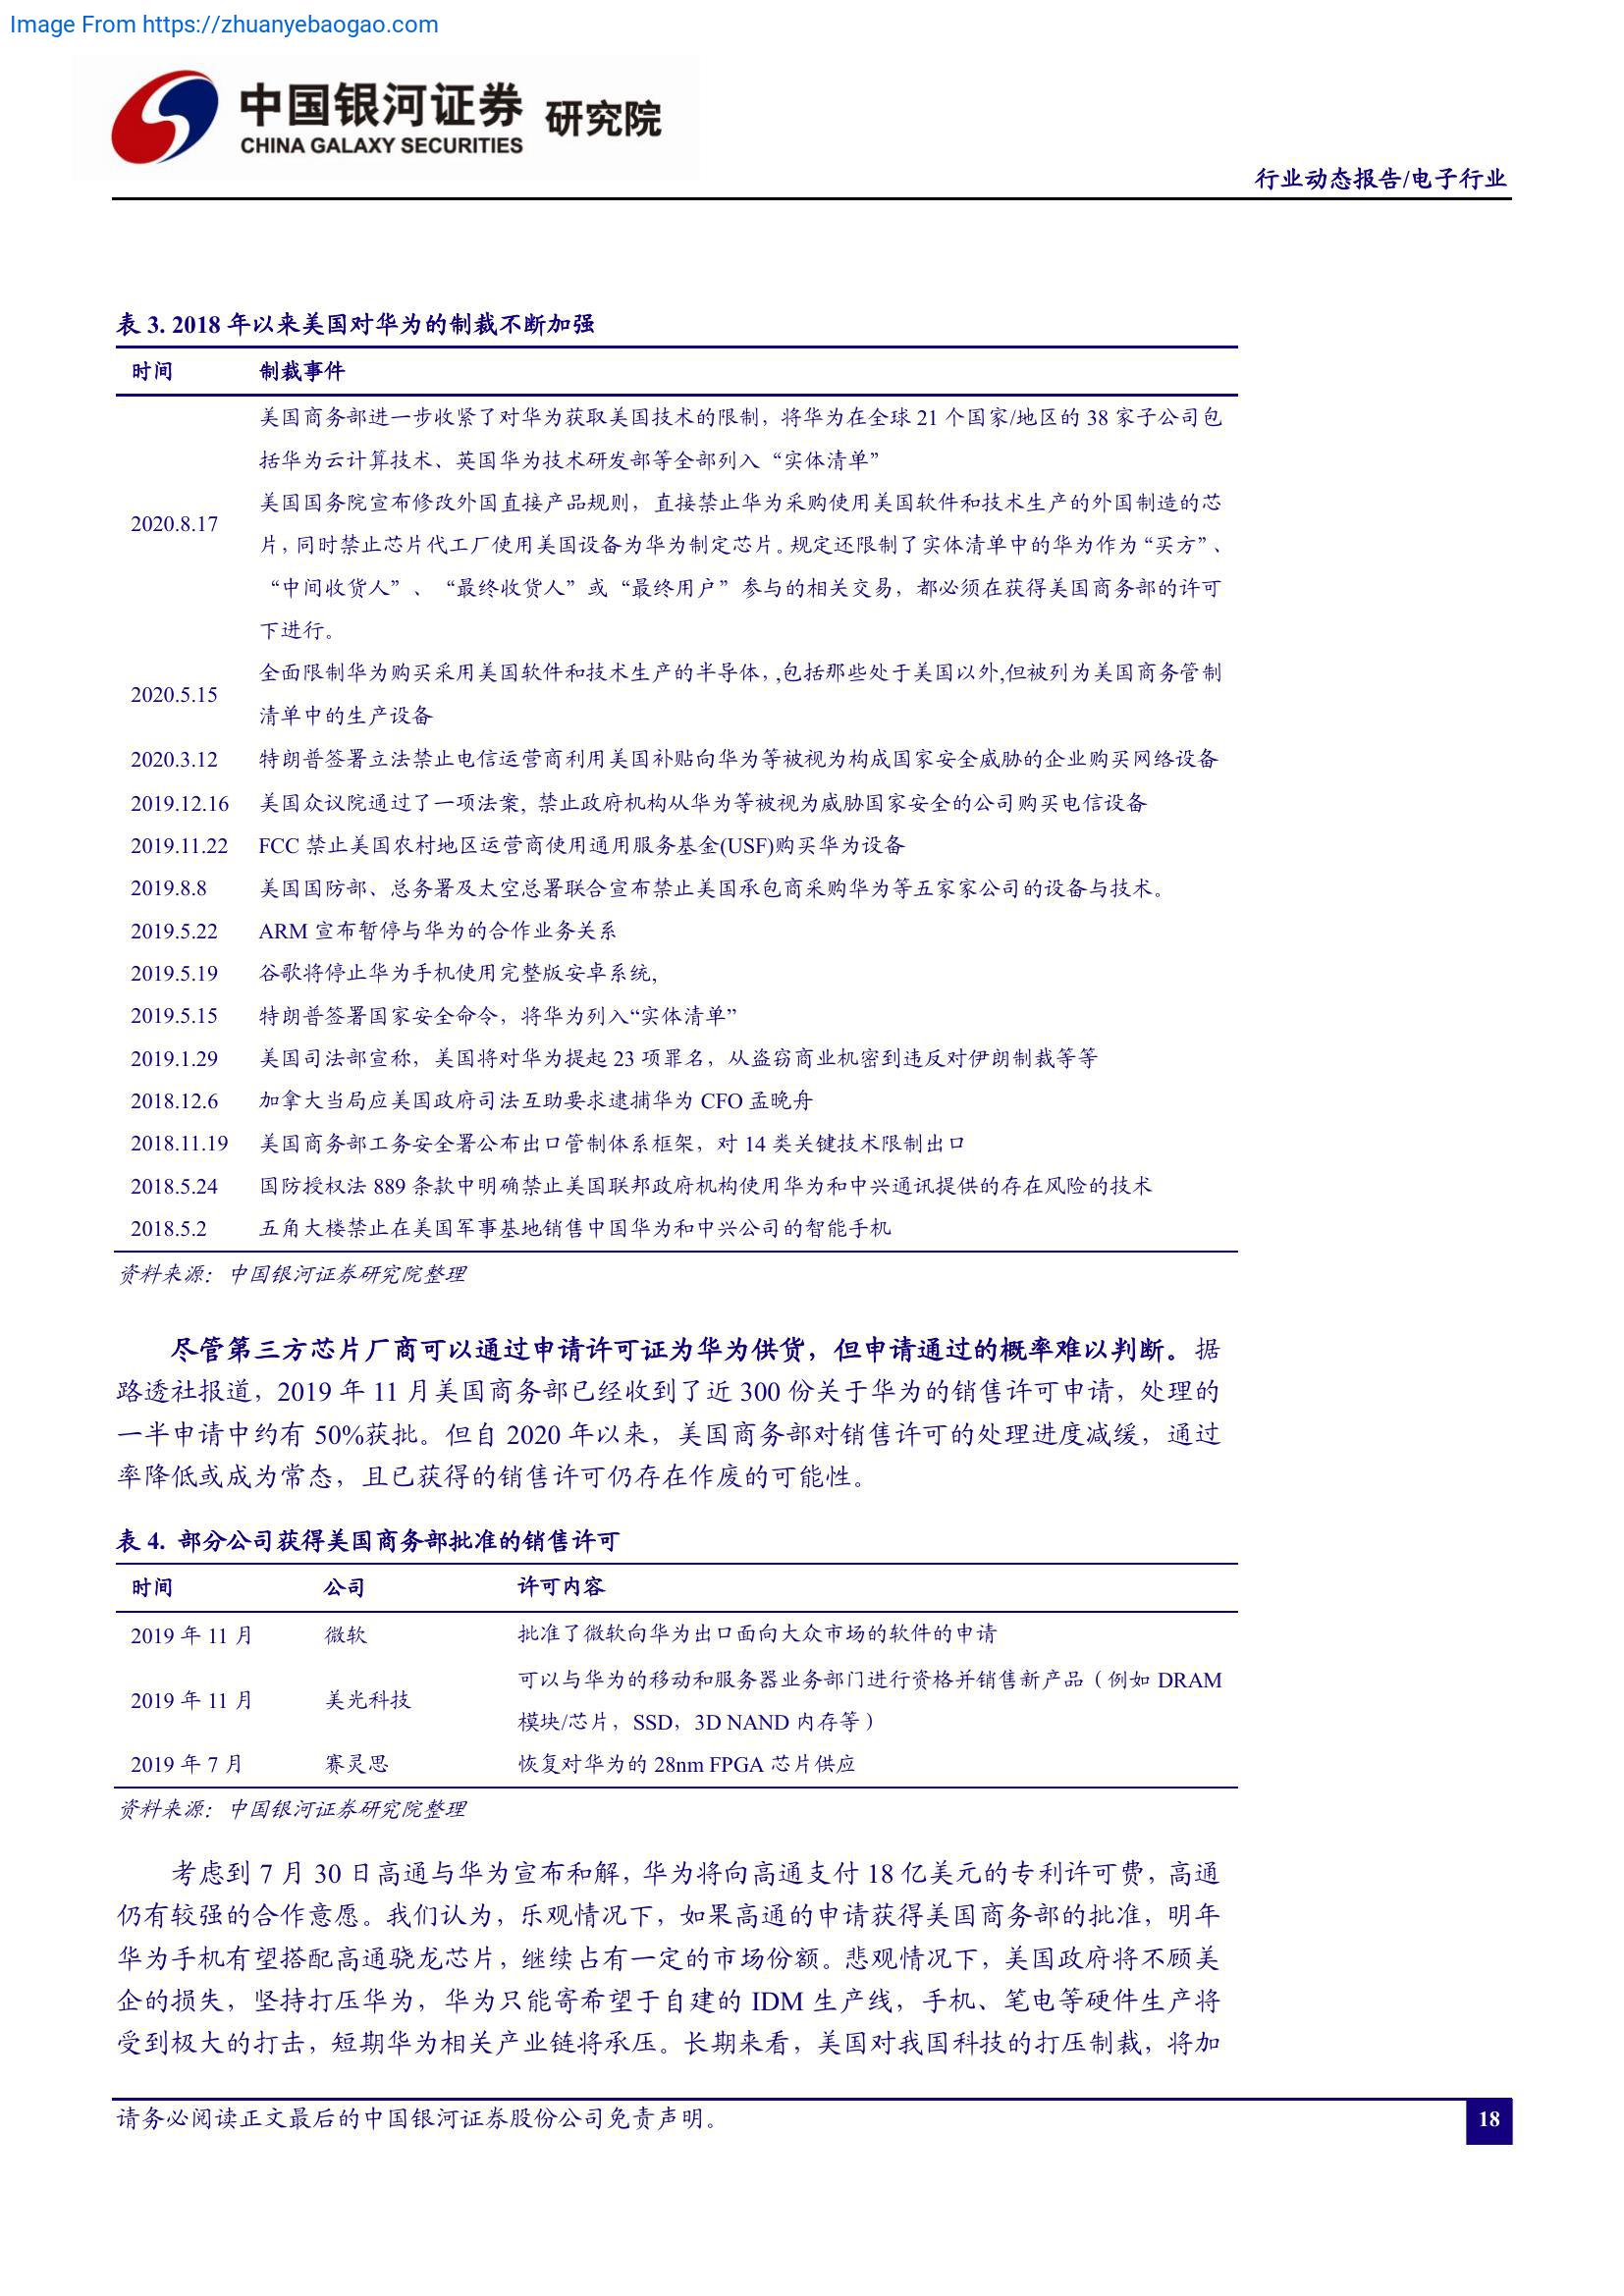 Image From https://zhuanyebaogao.com
中国银河证券 研究院
CHINA GALAXY SECURITIES
行业动态报告/电子行业
表 3. 2018 年以来美国对华为的制裁不断加强
时间 制裁事件
美国商务部进一步收紧了对华为获取美国技术的限制，将华为在全球 21 个国家/地区的 38 家子公司包
括华为云计算技术、英国华为技术研发部等全部列入“实体清单”
美国国务院宣布修改外国直接产品规则，直接禁止华为采购使用美国软件和技术生产的外国制造的芯
2020.8.17
片，同时禁止芯片代工厂使用美国设备为华为制定芯片。规定还限制了实体清单中的华为作为“买方”、
“中间收货人”、“最终收货人”或“最终用户”参与的相关交易，都必须在获得美国商务部的许可
下进行。
全面限制华为购买采用美国软件和技术生产的半导体，,包括那些处于美国以外,但被列为美国商务管制
2020.5.15
清单中的生产设备
2020.3.12 特朗普签署立法禁止电信运营商利用美国补贴向华为等被视为构成国家安全威胁的企业购买网络设备
2019.12.16 美国众议院通过了一项法案, 禁止政府机构从华为等被视为威胁国家安全的公司购买电信设备
2019.11.22 FCC 禁止美国农村地区运营商使用通用服务基金(USF)购买华为设备
2019.8.8 美国国防部、总务署及太空总署联合宣布禁止美国承包商采购华为等五家家公司的设备与技术。
2019.5.22 ARM 宣布暂停与华为的合作业务关系
2019.5.19 谷歌将停止华为手机使用完整版安卓系统,
2019.5.15 特朗普签署国家安全命令，将华为列入“实体清单”
2019.1.29 美国司法部宣称，美国将对华为提起 23 项罪名，从盗窃商业机密到违反对伊朗制裁等等
2018.12.6 加拿大当局应美国政府司法互助要求逮捕华为 CFO 孟晚舟
2018.11.19 美国商务部工务安全署公布出口管制体系框架，对 14 类关键技术限制出口
2018.5.24 国防授权法 889 条款中明确禁止美国联邦政府机构使用华为和中兴通讯提供的存在风险的技术
2018.5.2 五角大楼禁止在美国军事基地销售中国华为和中兴公司的智能手机
资料来源：中国银河证券研究院整理
尽管第三方芯片厂商可以通过申请许可证为华为供货，但申请通过的概率难以判断。据
路透社报道，2019 年 11 月美国商务部已经收到了近 300 份关于华为的销售许可申请，处理的
一半申请中约有 50%获批。但自 2020 年以来，美国商务部对销售许可的处理进度减缓，通过
率降低或成为常态，且已获得的销售许可仍存在作废的可能性。
表 4. 部分公司获得美国商务部批准的销售许可
时间 公司 许可内容
2019 年 11 月 微软 批准了微软向华为出口面向大众市场的软件的申请
可以与华为的移动和服务器业务部门进行资格并销售新产品（例如 DRAM
2019 年 11 月 美光科技
模块/芯片，SSD，3D NAND 内存等）
2019 年 7 月 赛灵思 恢复对华为的 28nm FPGA 芯片供应
资料来源：中国银河证券研究院整理
考虑到 7 月 30 日高通与华为宣布和解，华为将向高通支付 18 亿美元的专利许可费，高通
仍有较强的合作意愿。我们认为，乐观情况下，如果高通的申请获得美国商务部的批准，明年
华为手机有望搭配高通骁龙芯片，继续占有一定的市场份额。悲观情况下，美国政府将不顾美
企的损失，坚持打压华为，华为只能寄希望于自建的 IDM 生产线，手机、笔电等硬件生产将
受到极大的打击，短期华为相关产业链将承压。长期来看，美国对我国科技的打压制裁，将加
请务必阅读正文最后的中国银河证券股份公司免责声明。
18